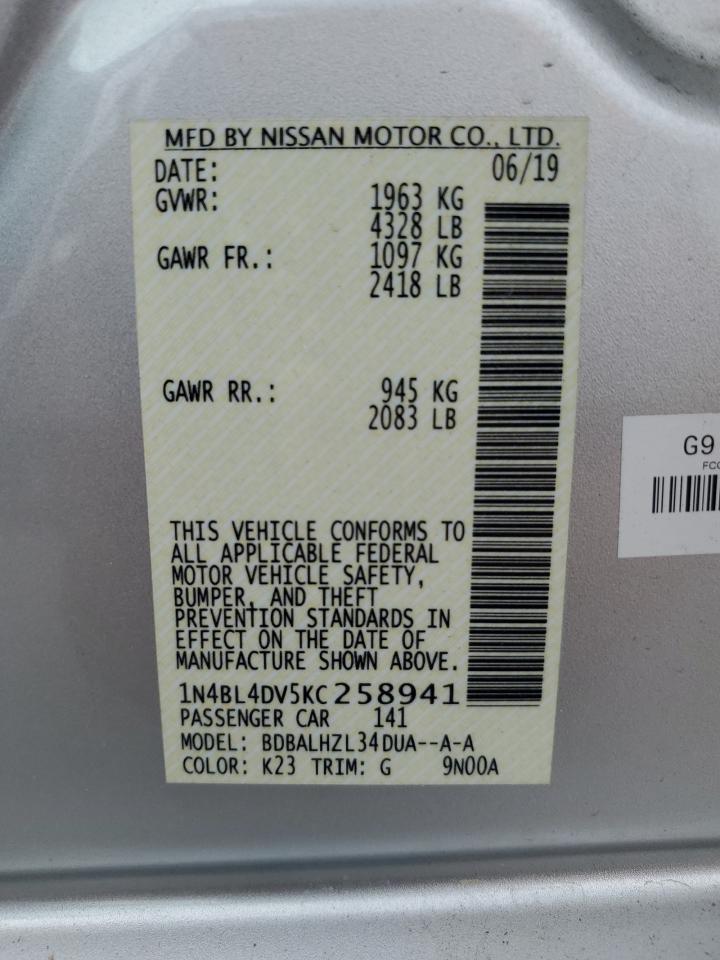 MFD BY NISSAN MOTOR CO., LTD.
DATE: 06/19
GVWR: 1963 KG
4328 LB
GAWR FR.: 1097 KG
2418 LB
GAWR RR.: 945 KG
2083 LB
G9
FCC
THIS VEHICLE CONFORMS TO
ALL APPLICABLE FEDERAL
MOTOR VEHICLE SAFETY,
BUMPER, AND THEFT
PREVENTION STANDARDS IN
EFFECT ON THE DATE OF
MANUFACTURE SHOWN ABOVE.
1N4BL4DV5KC258941
PASSENGER CAR 141
MODEL: BDBALHZL34DUA--A-A
COLOR: K23 TRIM: G 9N00A